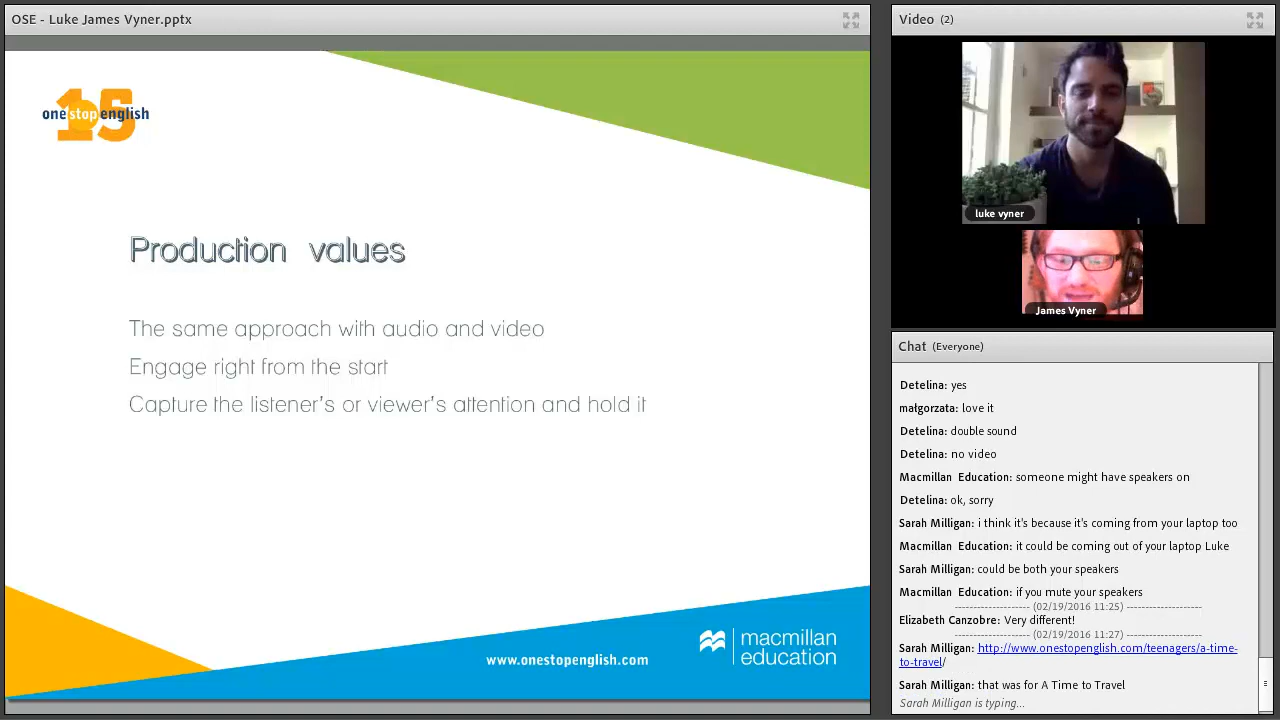 OSE - Luke James Vyner.pptx
15
onestopenglish
Production values
The same approach with audio and video
Engage right from the start
Capture the listener's or viewer's attention and hold it
www.onestopenglish.com
macmillan
education
Video (2)
luke vyner
James Vyner
Chat (Everyone)
Detelina: yes
małgorzata: love it
Detelina: double sound
Detelina: no video
Macmillan Education: someone might have speakers on
Detelina: ok, sorry
Sarah Milligan: i think it's because it's coming from your laptop too
Macmillan Education: it could be coming out of your laptop Luke
Sarah Milligan: could be both your speakers
Macmillan Education: if you mute your speakers
-------------------- (02/19/2016 11:25) --------------------
Elizabeth Canzobre: Very different!
-------------------- (02/19/2016 11:27) --------------------
Sarah Milligan: http://www.onestopenglish.com/teenagers/a-time-
to-travel/
Sarah Milligan: that was for A Time to Travel
Sarah Milligan is typing...